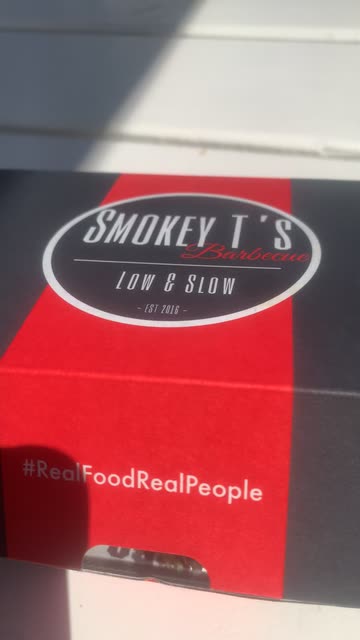 SMOKEY T'S
Barbecue
LOW & SLOW
- EST 2016 -
#RealFoodRealPeople